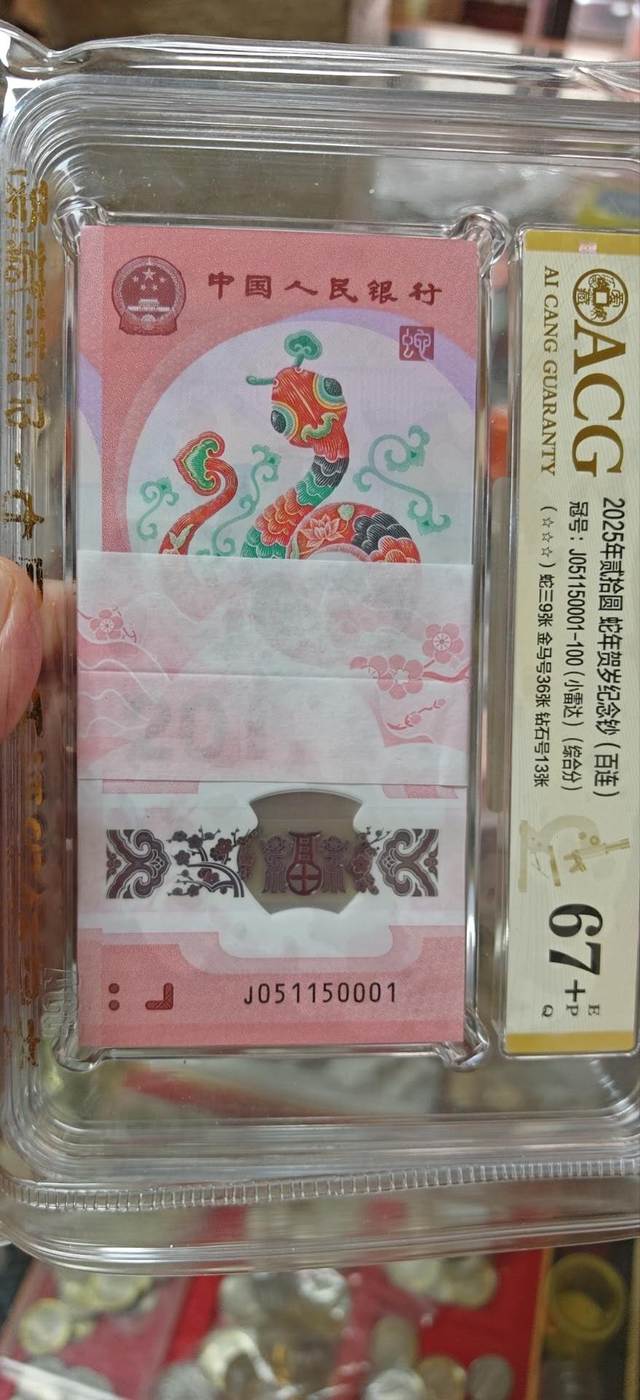 中国人民银行
蛇
J051150001
ACG
AI CANG GUARANTY
2025年贰拾圆 蛇年贺岁纪念钞（百连）
冠号：J051150001-100（小雷达）（综合分）
（☆☆☆）蛇三9张 金马号36张 钻石号13张
67+
E
P
Q